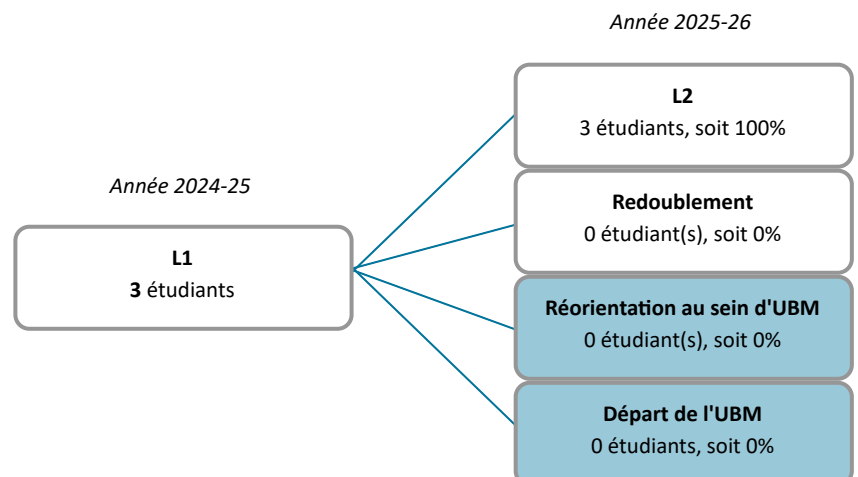 Année 2025-26
L2
3 étudiants, soit 100%
Année 2024-25
Redoublement
0 étudiant(s), soit 0%
L1
3 étudiants
Réorientation au sein d'UBM
0 étudiant(s), soit 0%
Départ de l'UBM
0 étudiants, soit 0%